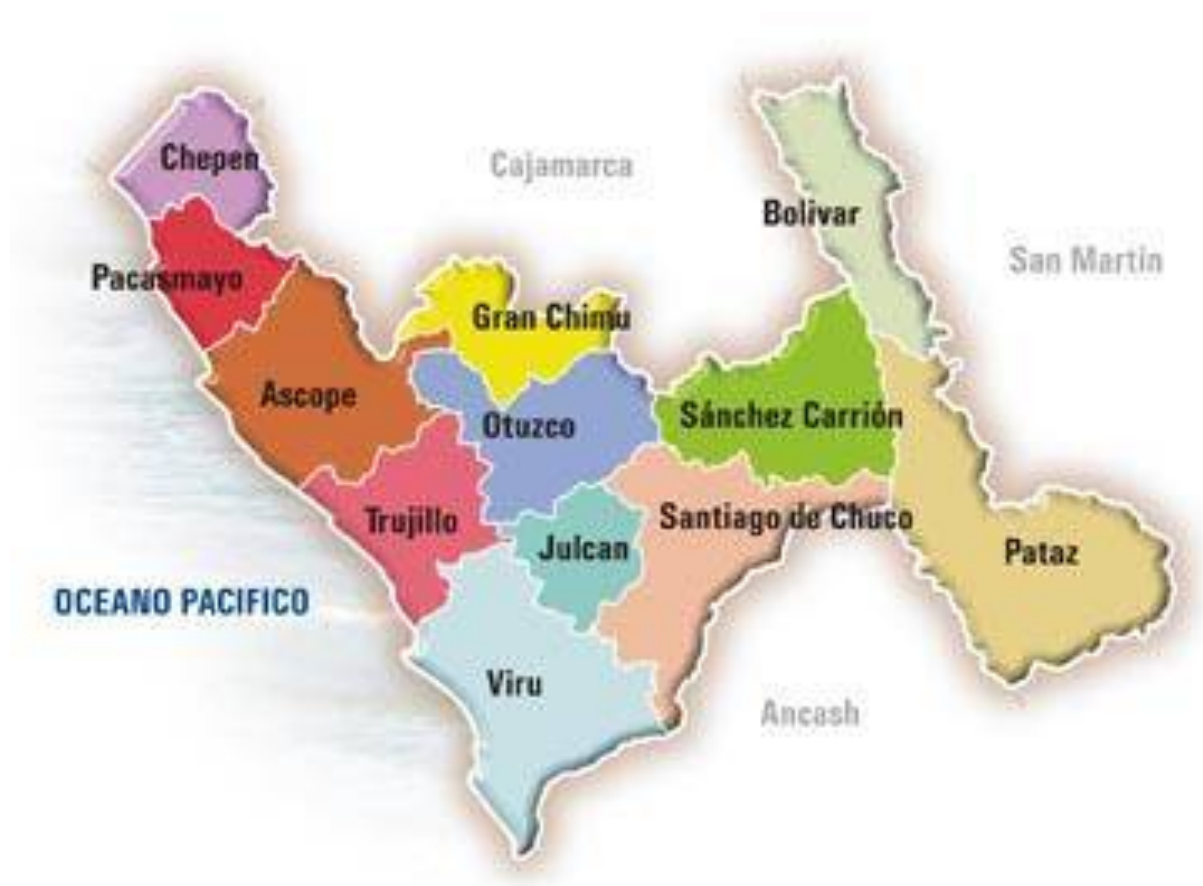 Chepen
Cajamarca
Bolivar
San Martin
Pacasmayo
Gran Chimu
Ascope
Otuzco
Sánchez Carrión
Trujillo
Santiago de Chuco
Julcan
Pataz
OCEANO PACIFICO
Viru
Ancash